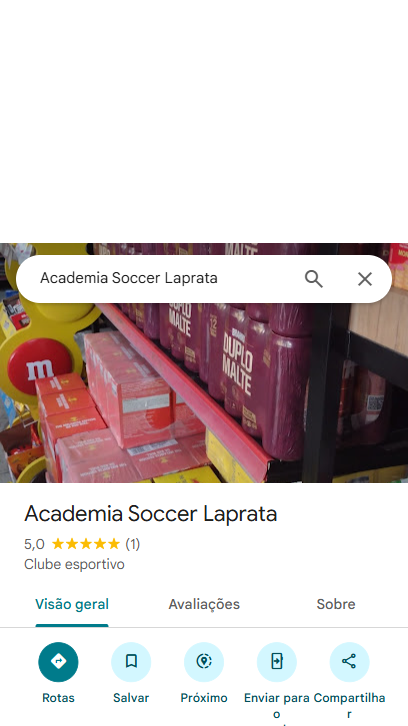 Academia Soccer Laprata
DUPLO
MALTE
DUPLO
MALTE
m
Academia Soccer Laprata
5,0 ★★★★★ (1)
Clube esportivo
Visão geral Avaliações Sobre
Rotas Salvar Próximo Enviar para o Compartilhar